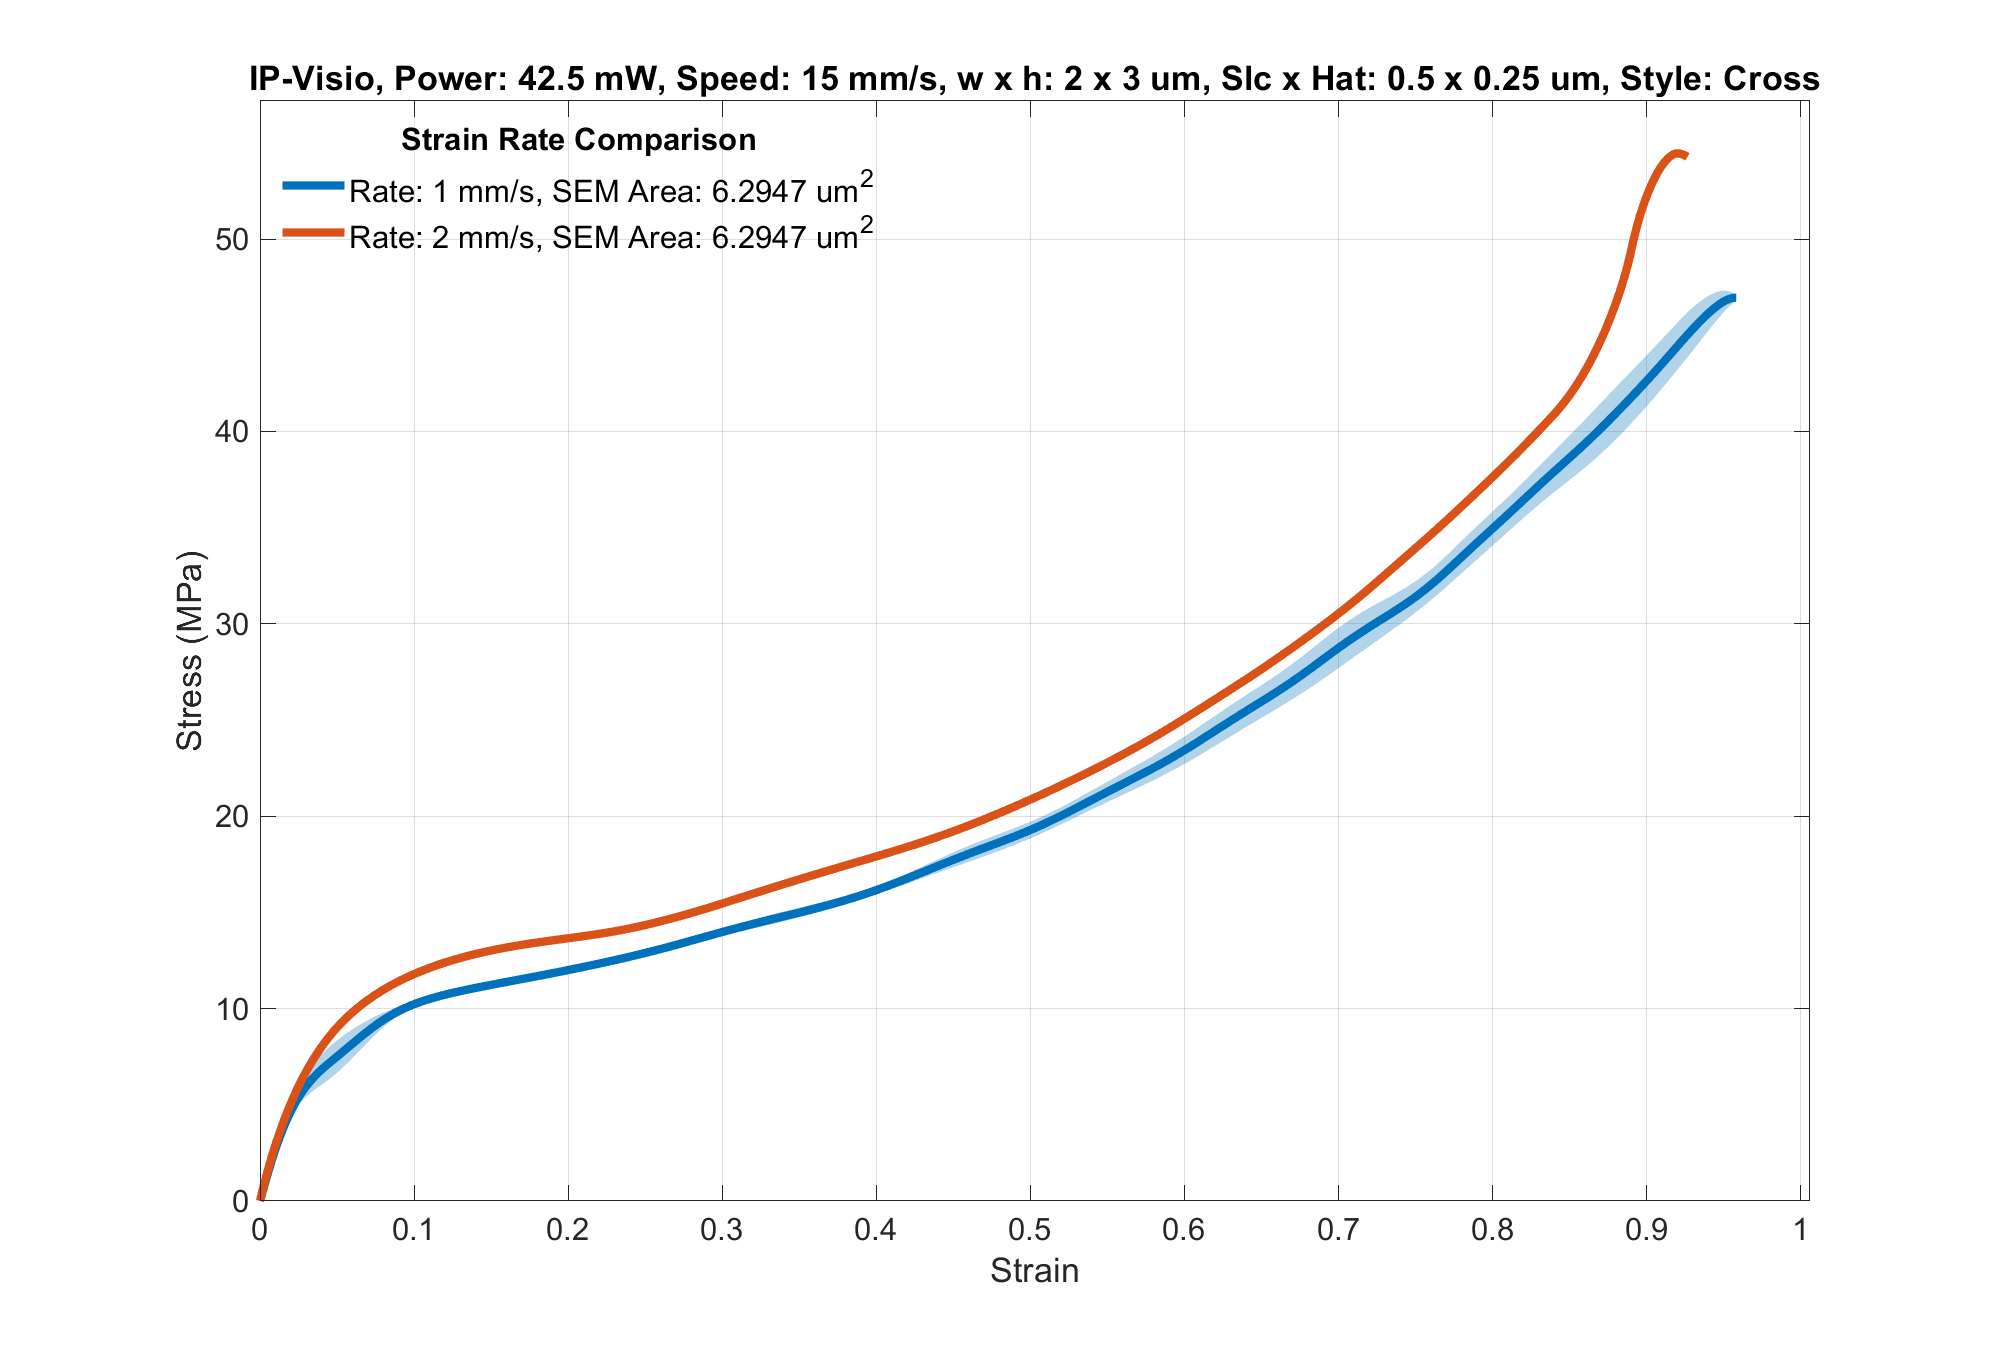 IP-Visio, Power: 42.5 mW, Speed: 15 mm/s, w x h: 2 x 3 um, Slc x Hat: 0.5 x 0.25 um, Style: Cross
Strain Rate Comparison
Rate: 1 mm/s, SEM Area: 6.2947 um²
Rate: 2 mm/s, SEM Area: 6.2947 um²
50
40
30
20
10
0
Stress (MPa)
0 0.1 0.2 0.3 0.4 0.5 0.6 0.7 0.8 0.9 1
Strain